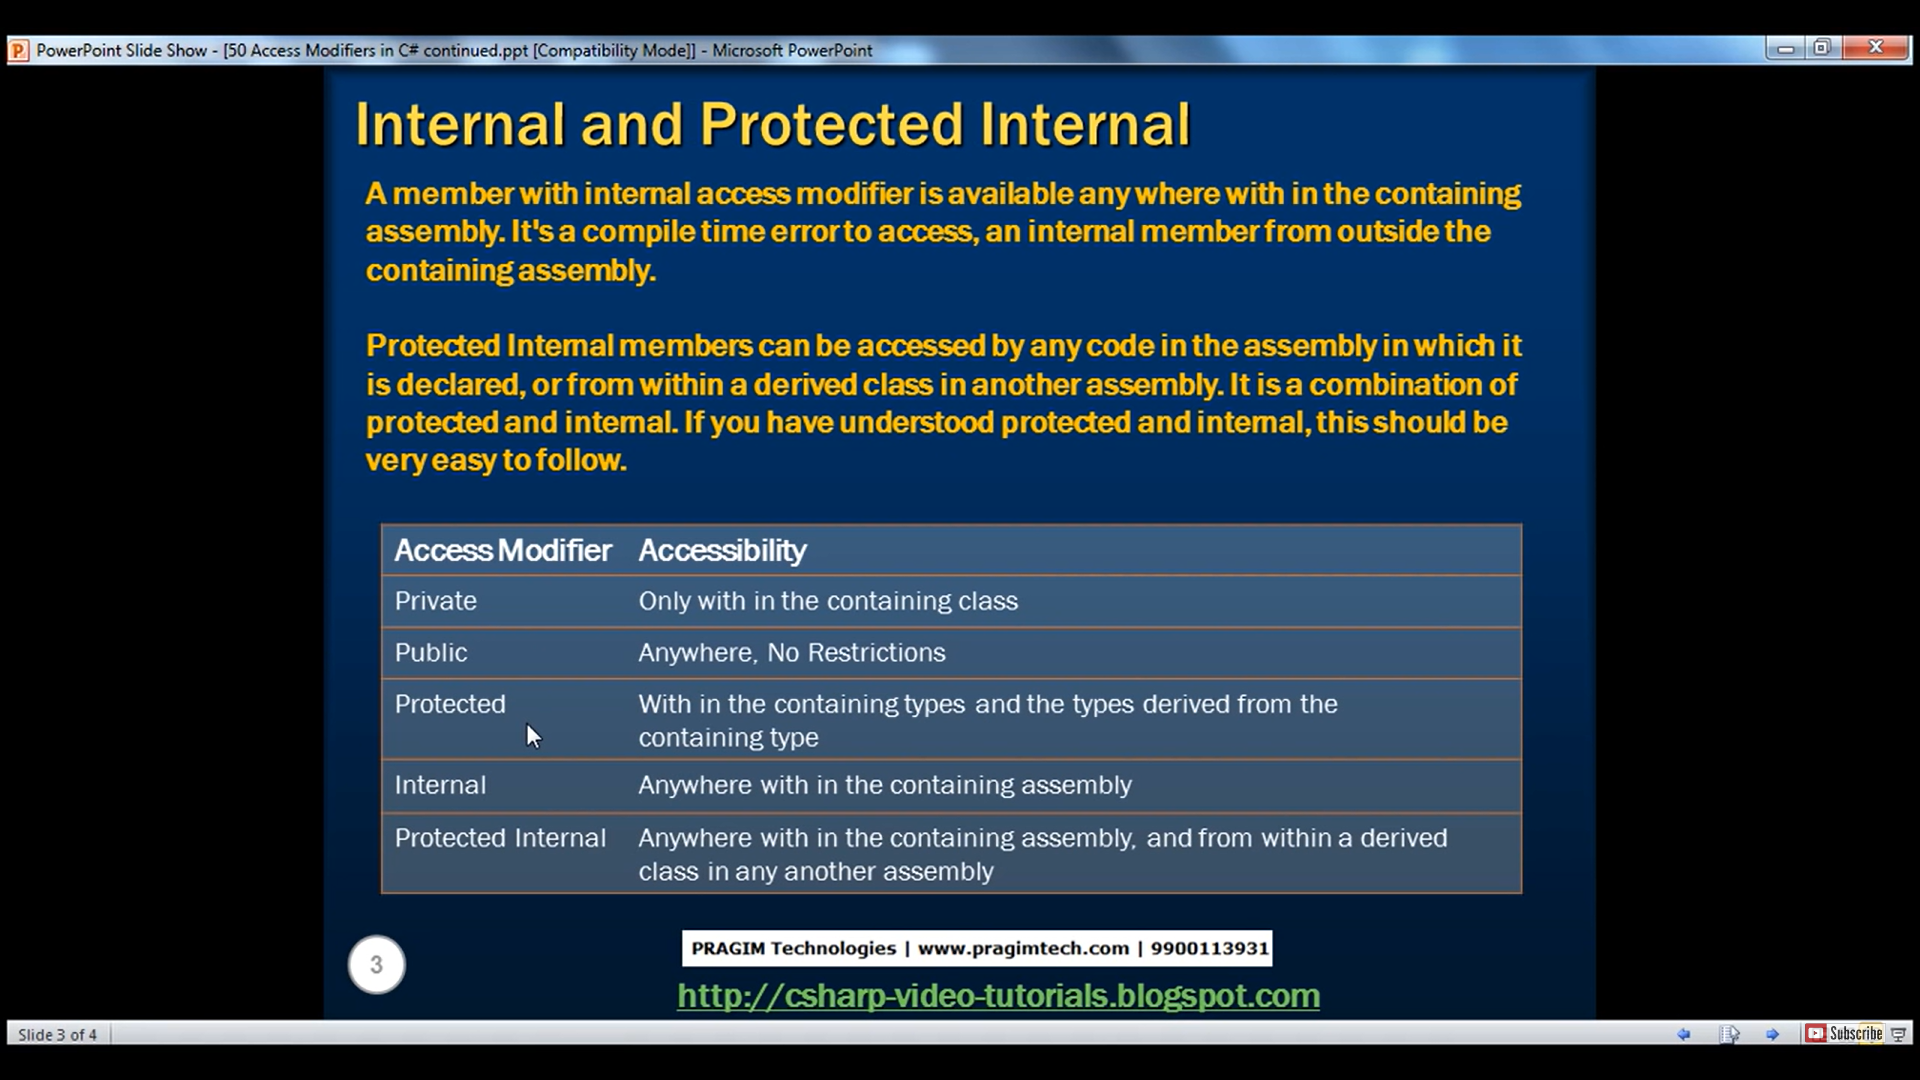 PowerPoint Slide Show - [50 Access Modifiers in C# continued.ppt [Compatibility Mode]] - Microsoft PowerPoint
Internal and Protected Internal
A member with internal access modifier is available any where with in the containing
assembly. It's a compile time error to access, an internal member from outside the
containing assembly.
Protected Internal members can be accessed by any code in the assembly in which it
is declared, or from within a derived class in another assembly. It is a combination of
protected and internal. If you have understood protected and internal, this should be
very easy to follow.
Access Modifier Accessibility
Private Only with in the containing class
Public Anywhere, No Restrictions
Protected With in the containing types and the types derived from the
containing type
Internal Anywhere with in the containing assembly
Protected Internal Anywhere with in the containing assembly, and from within a derived
class in any another assembly
3
PRAGIM Technologies | www.pragimtech.com | 9900113931
http://csharp-video-tutorials.blogspot.com
Slide 3 of 4
Subscribe